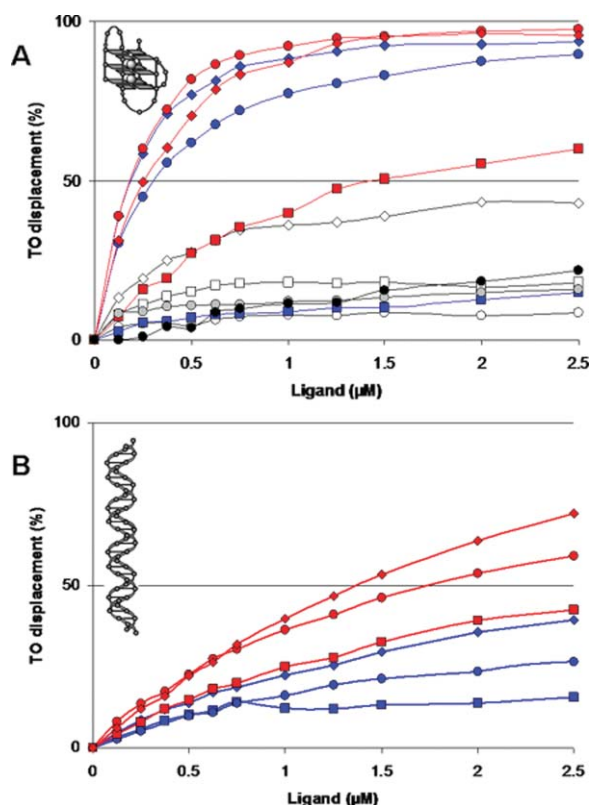 A
TO displacement (%)
100
50
0
0 0.5 1 1.5 2 2.5
Ligand (µM)
B
TO displacement (%)
100
50
0
0 0.5 1 1.5 2 2.5
Ligand (µM)